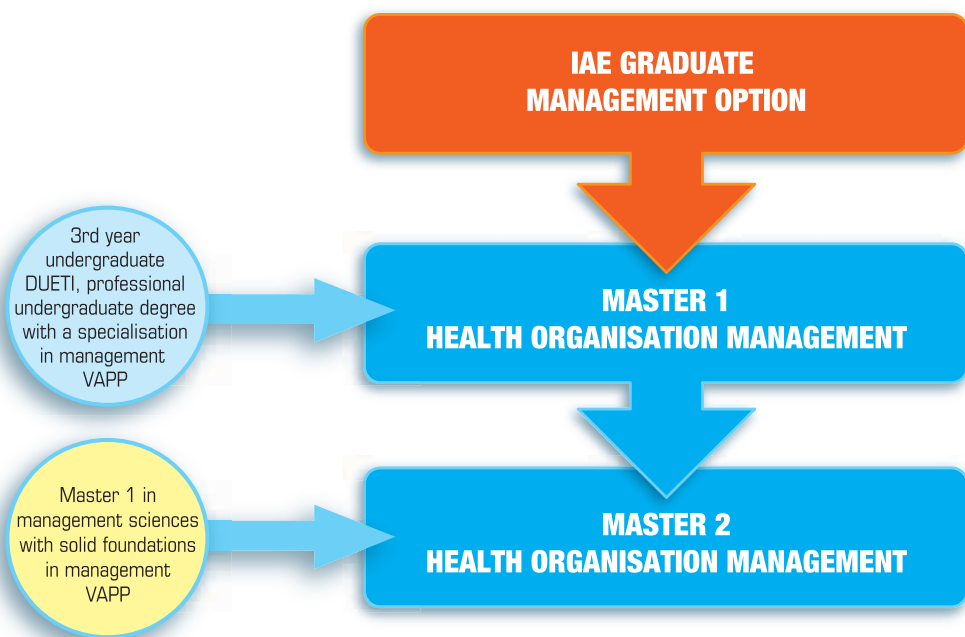 IAE GRADUATE
MANAGEMENT OPTION
3rd year
undergraduate
DUETI, professional
undergraduate degree
with a specialisation
in management
VAPP
MASTER 1
HEALTH ORGANISATION MANAGEMENT
Master 1 in
management sciences
with solid foundations
in management
VAPP
MASTER 2
HEALTH ORGANISATION MANAGEMENT